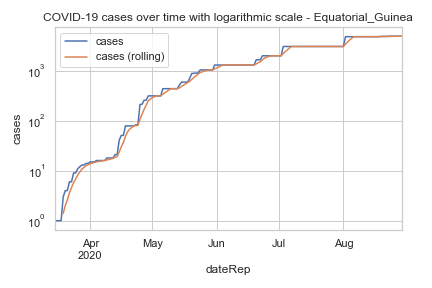 COVID-19 cases over time with logarithmic scale - Equatorial_Guinea
cases
cases (rolling)
cases
10³
10²
10¹
10⁰
Apr
2020
May
Jun
Jul
Aug
dateRep